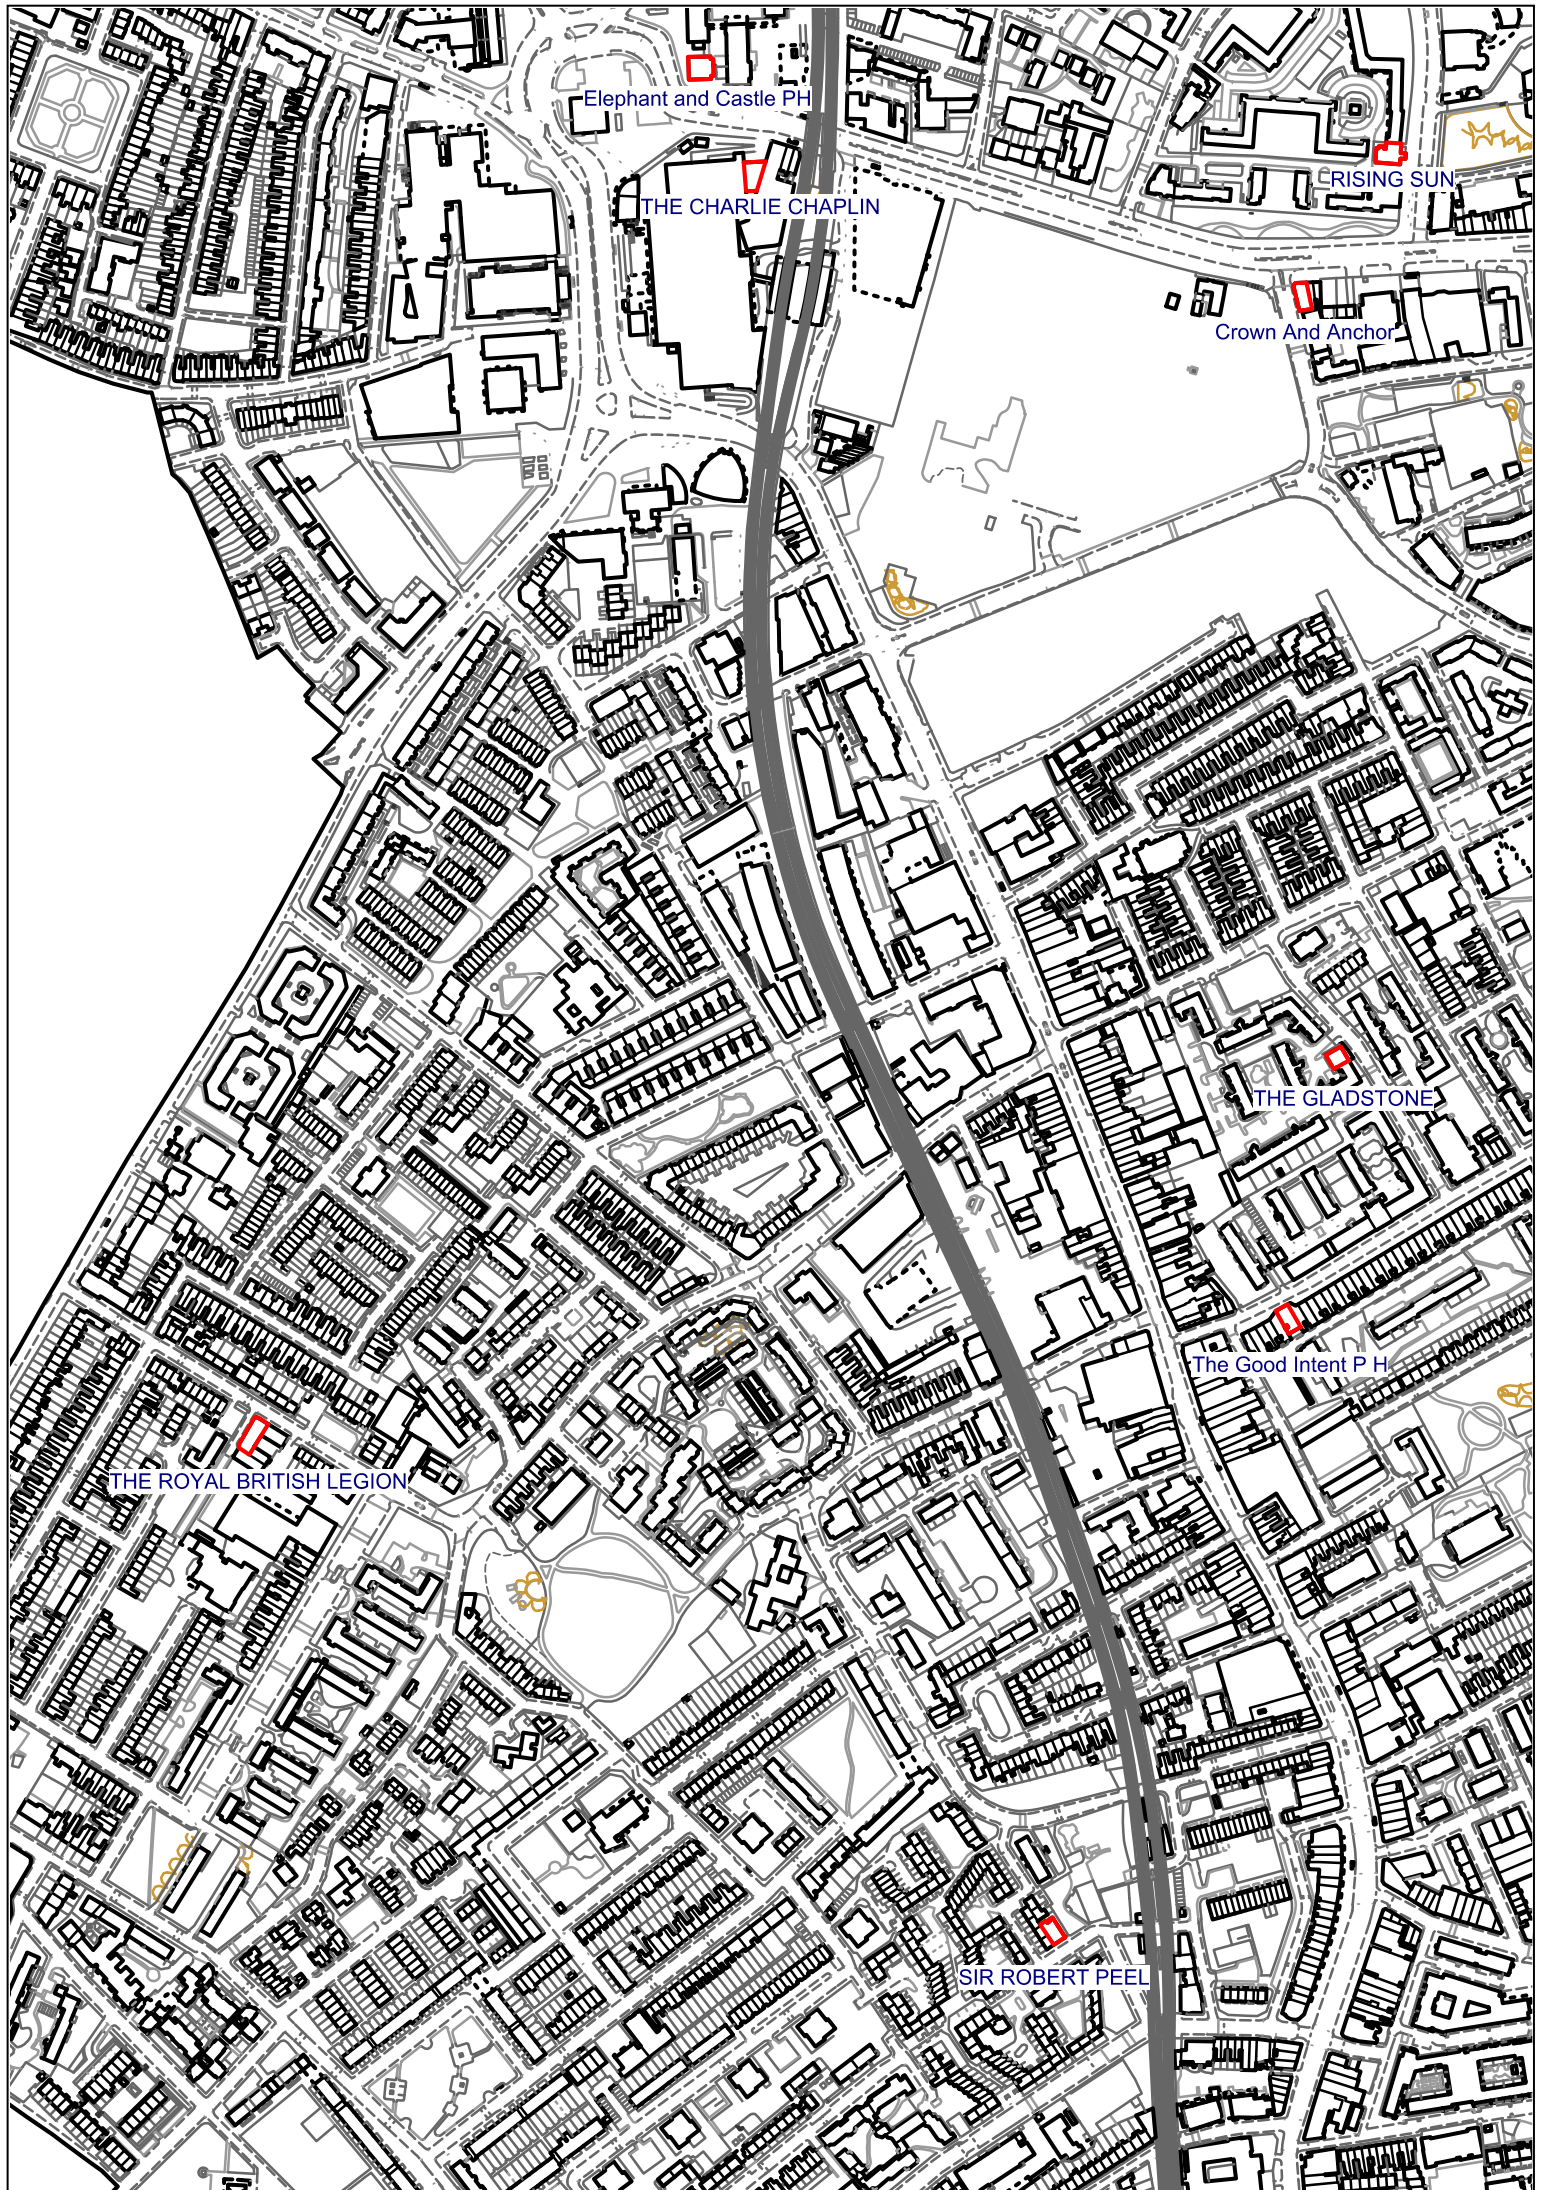 Elephant and Castle PH
RISING SUN
THE CHARLIE CHAPLIN
Crown And Anchor
THE GLADSTONE
The Good Intent P H
THE ROYAL BRITISH LEGION
SIR ROBERT PEEL